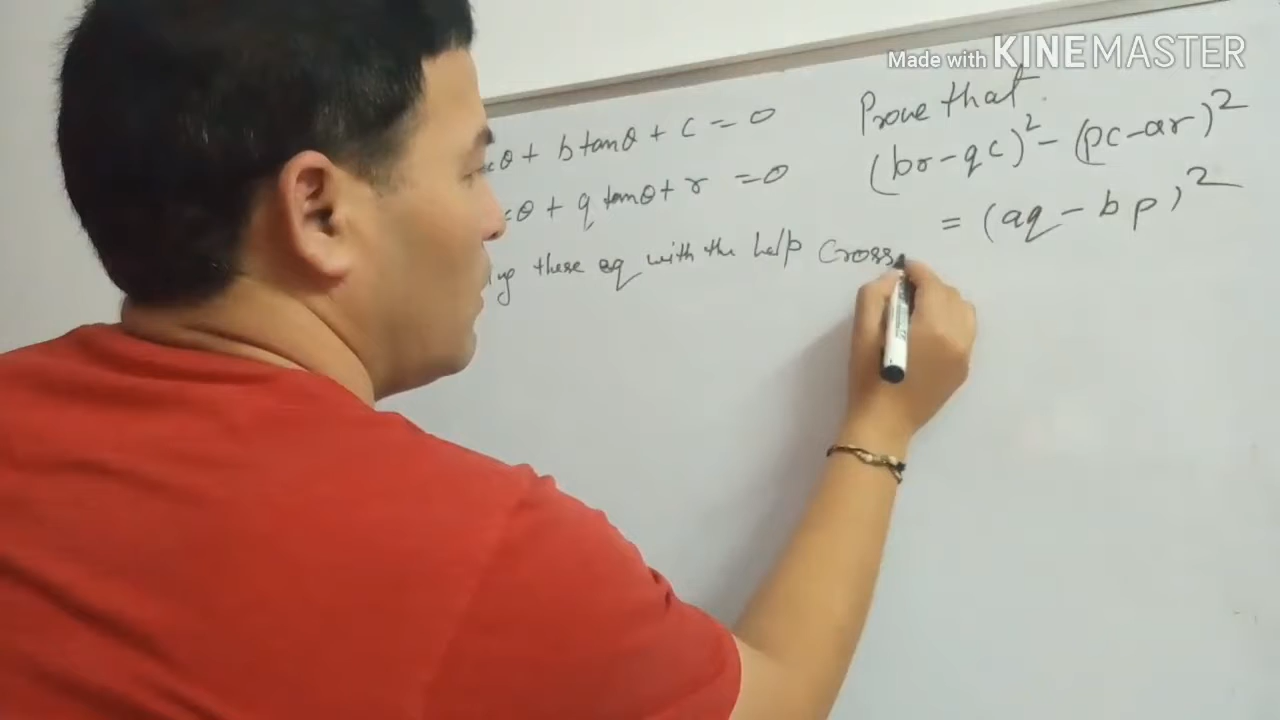 Made with KINEMASTER
θ + b tanθ + c = 0
cθ + q tanθ + r = 0
ing these eq with the help Cross
Prove that.
(br - qc)² - (pc - ar)²
= (aq - bp)²